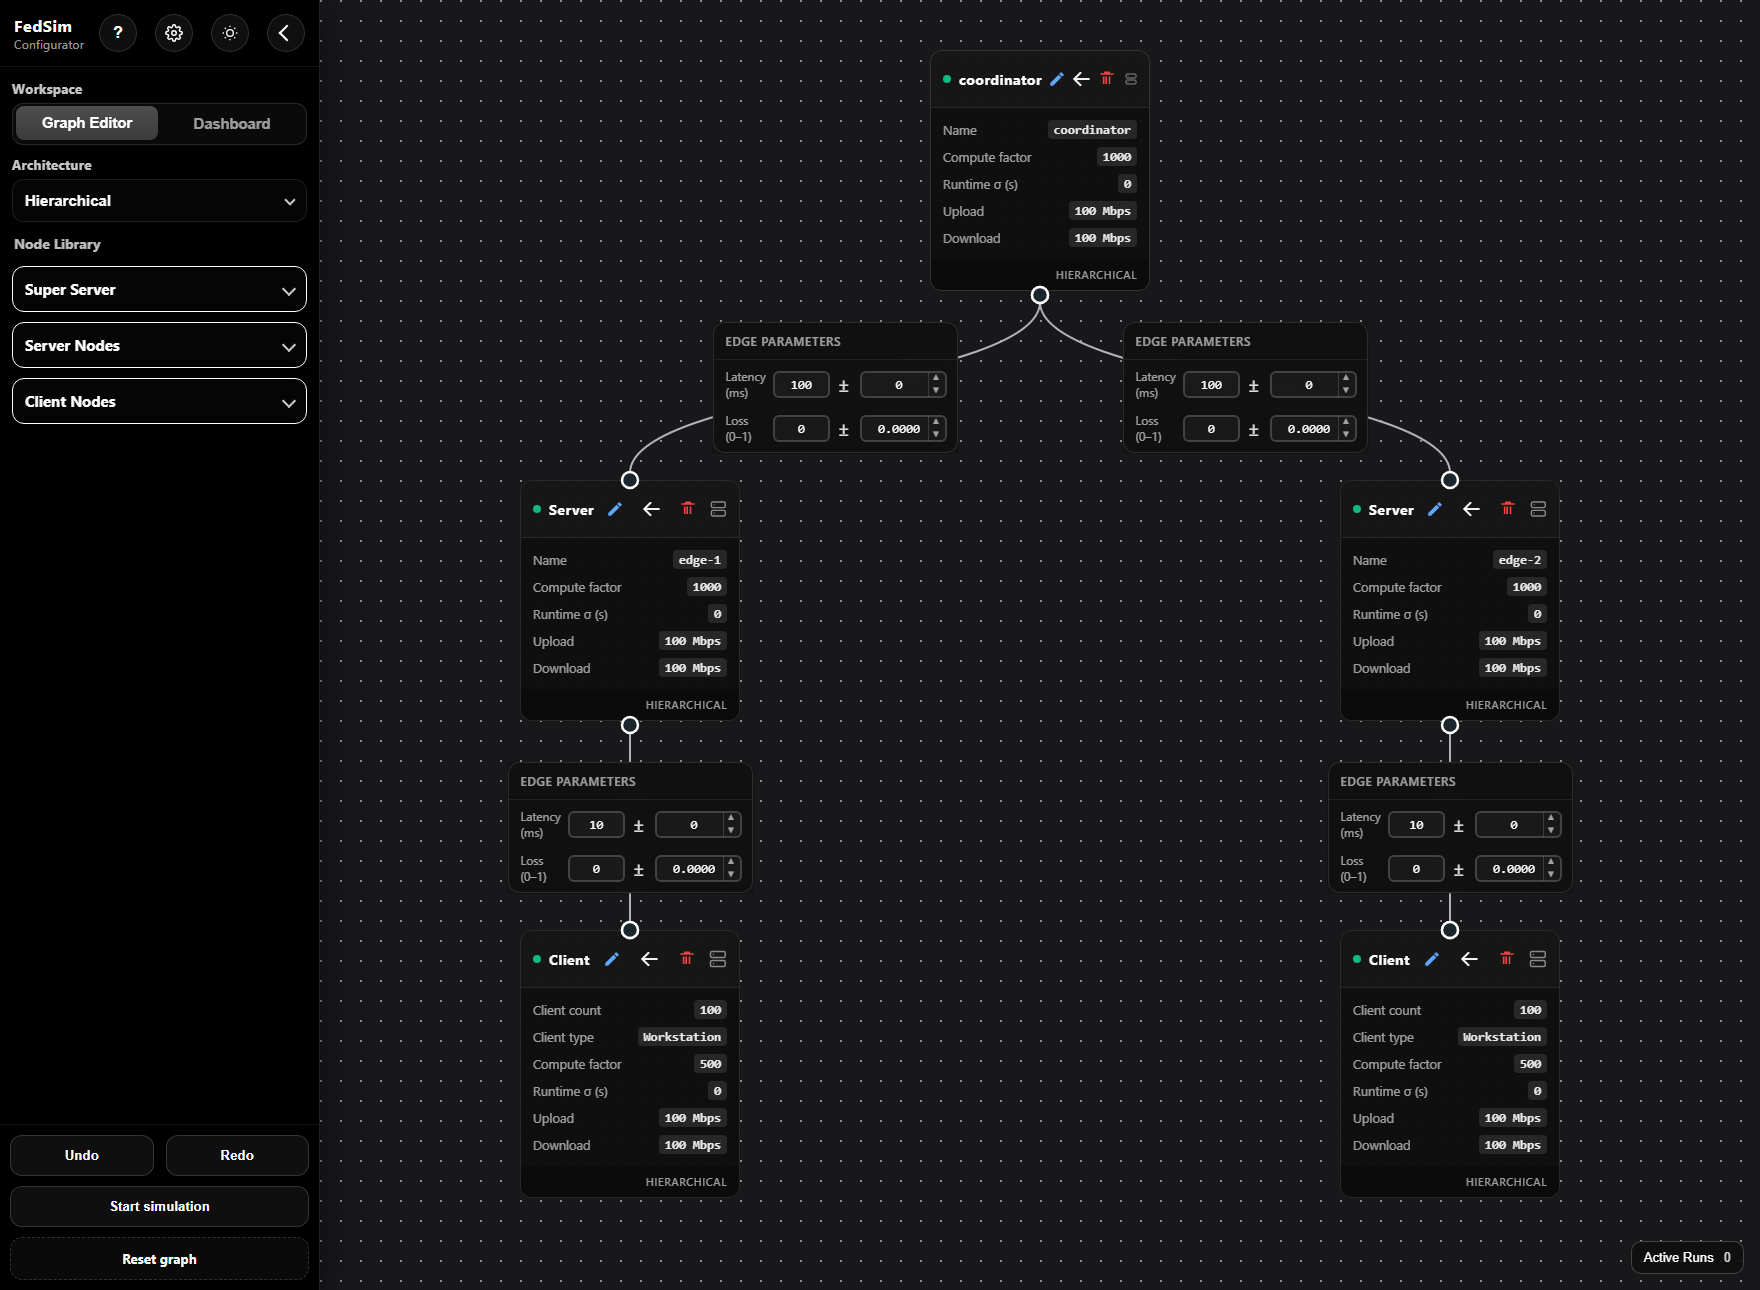 FedSim
Configurator
?
Workspace
Graph Editor
Dashboard
Architecture
Hierarchical
Node Library
Super Server
Server Nodes
Client Nodes
Undo
Redo
Start simulation
Reset graph
coordinator
Name coordinator
Compute factor 1000
Runtime σ (s) 0
Upload 100 Mbps
Download 100 Mbps
HIERARCHICAL
EDGE PARAMETERS
Latency (ms) 100 ± 0
Loss (0–1) 0 ± 0.0000
EDGE PARAMETERS
Latency (ms) 100 ± 0
Loss (0–1) 0 ± 0.0000
Server
Name edge-1
Compute factor 1000
Runtime σ (s) 0
Upload 100 Mbps
Download 100 Mbps
HIERARCHICAL
Server
Name edge-2
Compute factor 1000
Runtime σ (s) 0
Upload 100 Mbps
Download 100 Mbps
HIERARCHICAL
EDGE PARAMETERS
Latency (ms) 10 ± 0
Loss (0–1) 0 ± 0.0000
EDGE PARAMETERS
Latency (ms) 10 ± 0
Loss (0–1) 0 ± 0.0000
Client
Client count 100
Client type Workstation
Compute factor 500
Runtime σ (s) 0
Upload 100 Mbps
Download 100 Mbps
HIERARCHICAL
Client
Client count 100
Client type Workstation
Compute factor 500
Runtime σ (s) 0
Upload 100 Mbps
Download 100 Mbps
HIERARCHICAL
Active Runs 0